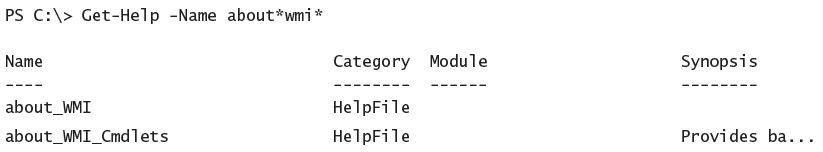 PS C:\> Get-Help -Name about*wmi*
Name Category Module Synopsis
---- -------- ------ --------
about_WMI HelpFile
about_WMI_Cmdlets HelpFile Provides ba...